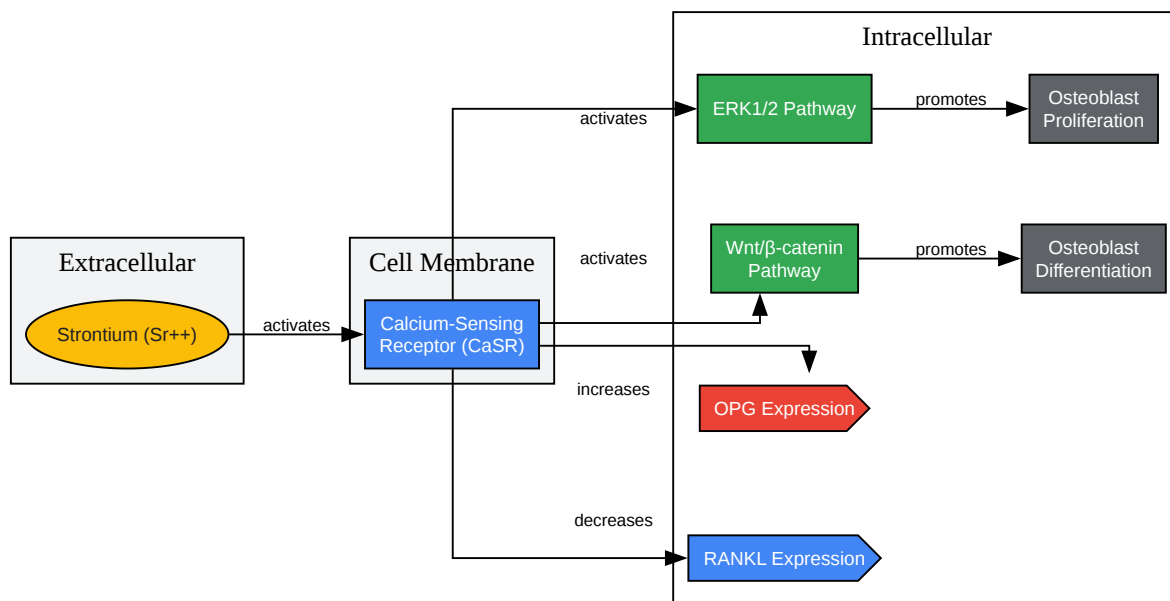 Intracellular
ERK1/2 Pathway
promotes
Osteoblast
Proliferation
activates
Extracellular
Strontium (Sr++)
activates
Cell Membrane
Calcium-Sensing
Receptor (CaSR)
activates
Wnt/β-catenin
Pathway
promotes
Osteoblast
Differentiation
increases
OPG Expression
decreases
RANKL Expression